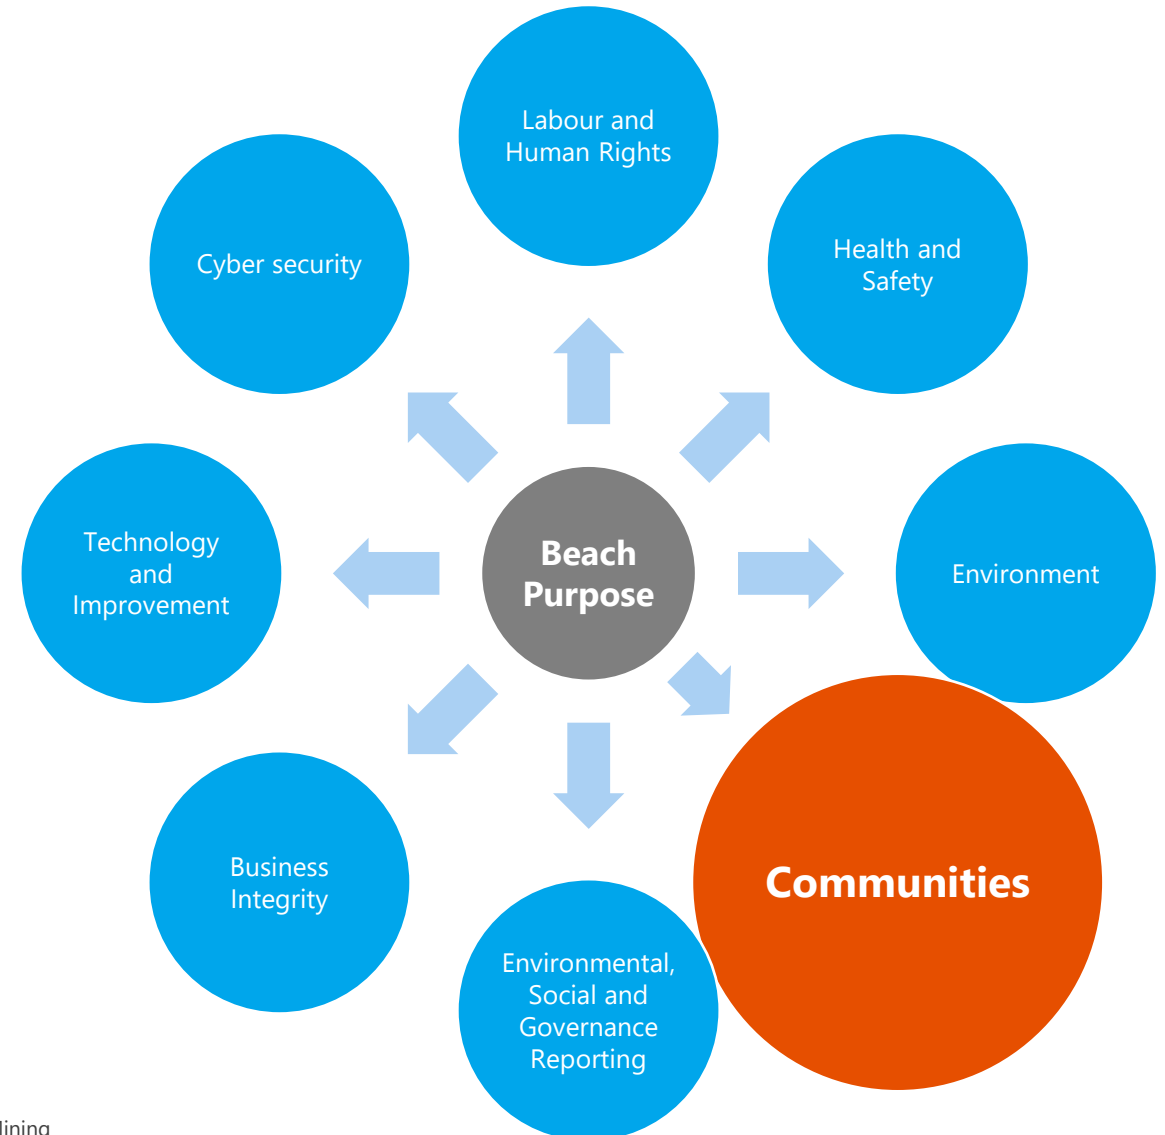 Labour and
Human Rights
Cyber security
Health and
Safety
Technology
and
Improvement
Beach
Purpose
Environment
Business
Integrity
Communities
Environmental,
Social and
Governance
Reporting